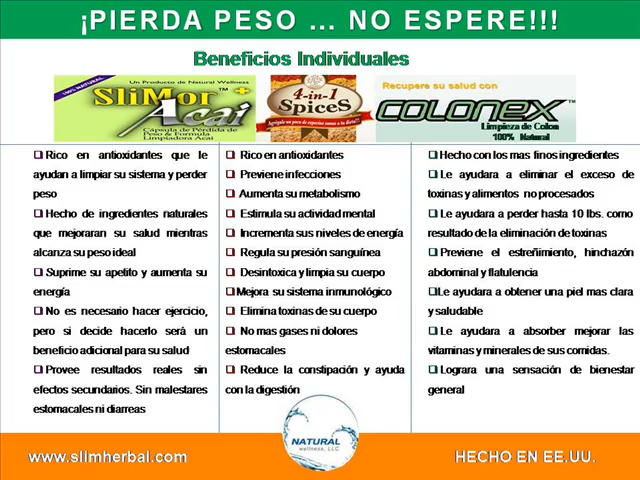 ¡PIERDA PESO ... NO ESPERE!!!
Beneficios Individuales
100% NATURAL
Un Producto de Natural Wellness
SliMor +
Acai
Cápsula de Pérdida de
Peso & Formula
Limpiadora Acai
4-in-1
SPiCeS
Agréguele un poco de especias sanas a tu dieta!!!
Recupere su salud con
COLONEX™
Limpieza de Colon
100% Natural
Rico en antioxidantes que le
ayudan a limpiar su sistema y perder
peso
Hecho de ingredientes naturales
que mejoraran su salud mientras
alcanza su peso ideal
Suprime su apetito y aumenta su
energía
No es necesario hacer ejercicio,
pero si decide hacerlo será un
beneficio adicional para su salud
Provee resultados reales sin
efectos secundarios. Sin malestares
estomacales ni diarreas
Rico en antioxidantes
Previene infecciones
Aumenta su metabolismo
Estimula su actividad mental
Incrementa sus niveles de energía
Regula su presión sanguínea
Desintoxica y limpia su cuerpo
Mejora su sistema inmunológico
Elimina toxinas de su cuerpo
No mas gases ni dolores
estomacales
Reduce la constipación y ayuda
con la digestión
Hecho con los mas finos ingredientes
Le ayudara a eliminar el exceso de
toxinas y alimentos no procesados
Le ayudara a perder hasta 10 lbs. como
resultado de la eliminación de toxinas
Previene el estreñimiento, hinchazón
abdominal y flatulencia
Le ayudara a obtener una piel mas clara
y saludable
Le ayudara a absorber mejorar las
vitaminas y minerales de sus comidas.
Lograra una sensación de bienestar
general
NATURAL
wellness, LLC
www.slimherbal.com
HECHO EN EE.UU.